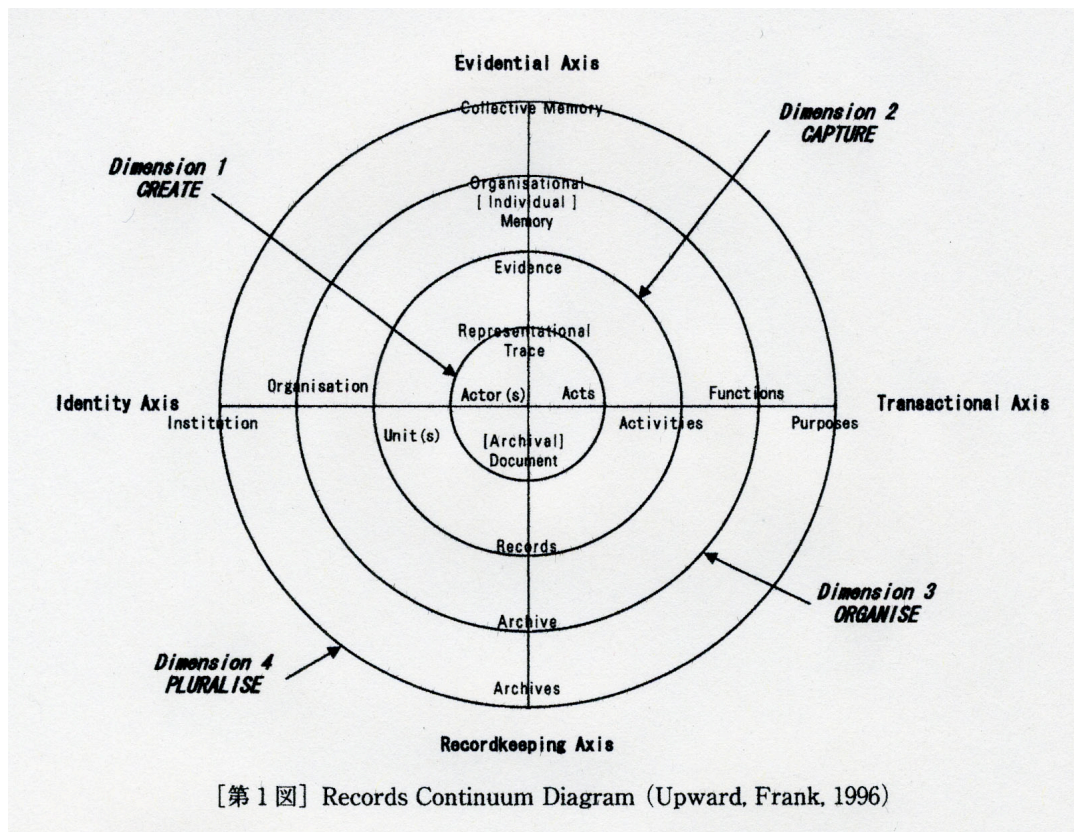 Evidential Axis
Collective Memory
Dimension 2
CAPTURE
Dimension 1
CREATE
Organisational
[ Individual ]
Memory
Evidence
Representational
Trace
Organisation
Actor(s)
Acts
Functions
Identity Axis
Transactional Axis
Institution
Unit(s)
Activities
Purposes
[Archival]
Document
Records
Dimension 3
ORGANISE
Archive
Dimension 4
PLURALISE
Archives
Recordkeeping Axis
[第1図] Records Continuum Diagram (Upward, Frank, 1996)